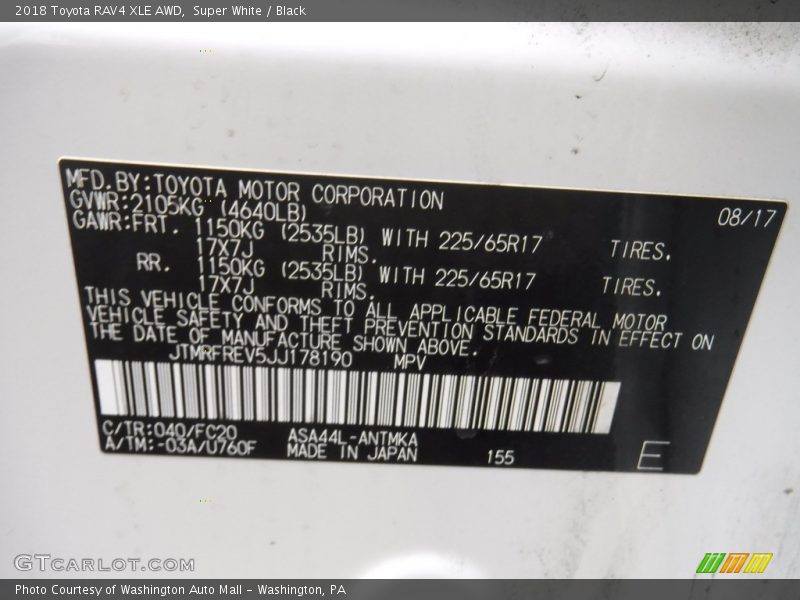 2018 Toyota RAV4 XLE AWD, Super White / Black
MFD.BY:TOYOTA MOTOR CORPORATION
08/17
GVWR:2105KG (4640LB)
GAWR:FRT. 1150KG (2535LB) WITH 225/65R17 TIRES.
17X7J RIMS.
RR. 1150KG (2535LB) WITH 225/65R17 TIRES.
17X7J RIMS.
THIS VEHICLE CONFORMS TO ALL APPLICABLE FEDERAL MOTOR
VEHICLE SAFETY AND THEFT PREVENTION STANDARDS IN EFFECT ON
THE DATE OF MANUFACTURE SHOWN ABOVE.
JTMRFREV5JJ178190 MPV
C/TR:040/FC20 ASA44L-ANTMKA
A/TM:-03A/U760F MADE IN JAPAN 155 E
GTCARLOT.COM
Photo Courtesy of Washington Auto Mall - Washington, PA